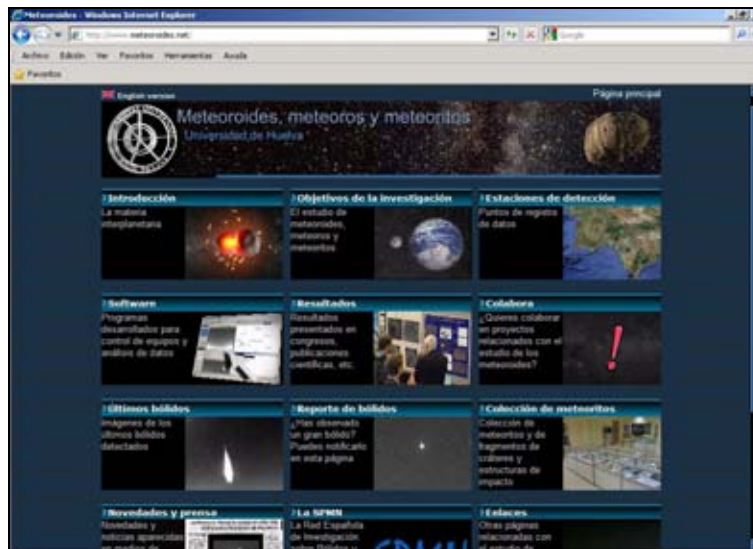 Meteoroides - Windows Internet Explorer
http://www.meteoroides.net/
Google
Archivo Edición Ver Favoritos Herramientas Ayuda
Favoritos
English version Página principal
Meteoroides, meteoros y meteoritos
Universidad de Huelva
Introducción
La materia
interplanetaria
Objetivos de la investigación
El estudio de
meteoroides,
meteoros y
meteoritos
Estaciones de detección
Puntos de registro
de datos
Software
Programas
desarrollados para
control de equipos y
análisis de datos
Resultados
Resultados
presentados en
congresos,
publicaciones
científicas, etc.
Colabora
¿Quieres colaborar
en proyectos
relacionados con el
estudio de los
meteoroides?
Últimos bólidos
Imágenes de los
últimos bólidos
detectados
Reporte de bólidos
¿Has observado
un gran bólido?
Puedes notificarlo
en esta página
Colección de meteoritos
Colección de
meteoritos y de
fragmentos de
cráteres y
estructuras de
impacto
Novedades y prensa
Novedades y
noticias aparecidas
en medios de
La SPMN
La Red Española
de Investigación
sobre Bólidos y
SPMN
Enlaces
Otras páginas
relacionadas con
el estudio de